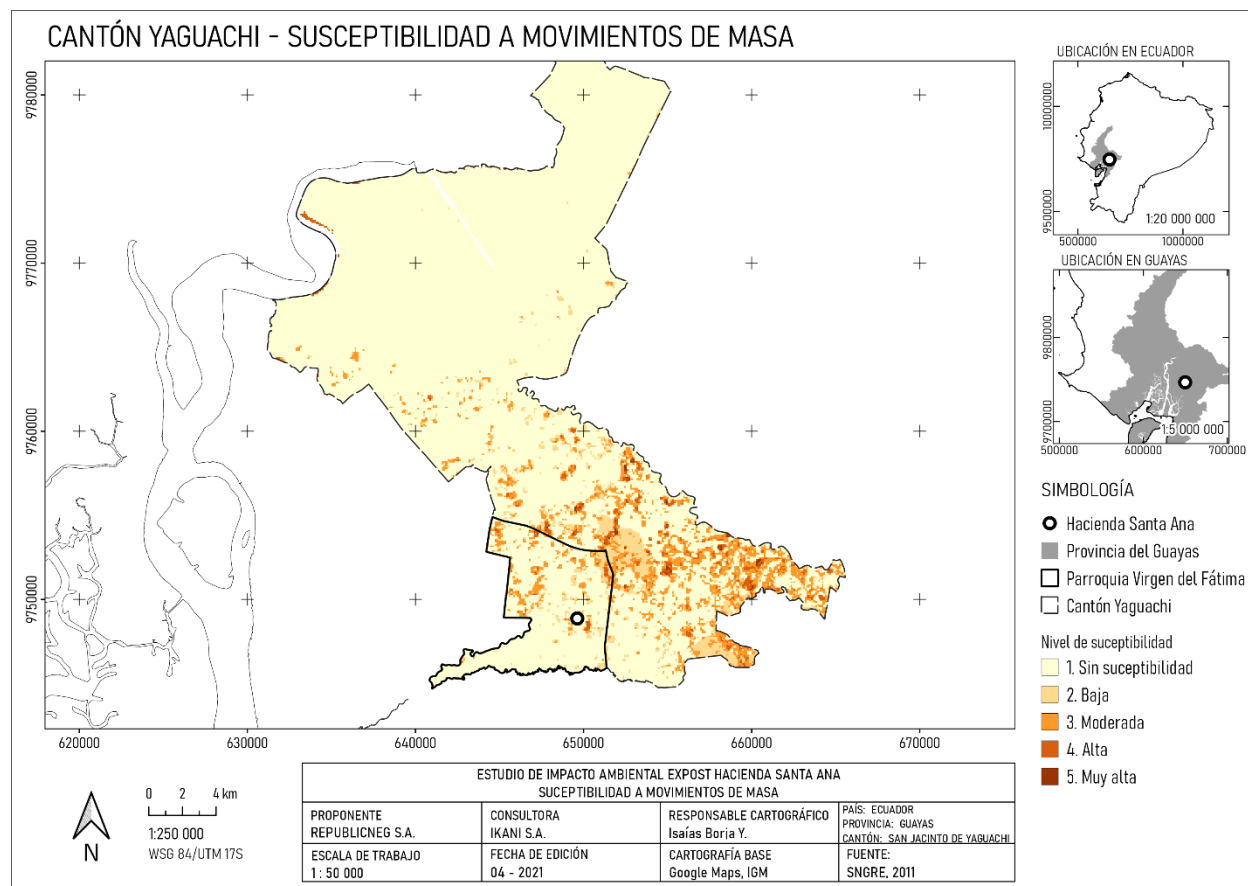 CANTÓN YAGUACHI - SUSCEPTIBILIDAD A MOVIMIENTOS DE MASA
9780000
9770000
9760000
9750000
620000
630000
640000
650000
660000
670000
UBICACIÓN EN ECUADOR
10000000
9500000
1:20 000 000
500000
1000000
UBICACIÓN EN GUAYAS
9800000
9700000
1:5 000 000
500000
600000
700000
SIMBOLOGÍA
Hacienda Santa Ana
Provincia del Guayas
Parroquia Virgen del Fátima
Cantón Yaguachi
Nivel de suceptibilidad
1. Sin suceptibilidad
2. Baja
3. Moderada
4. Alta
5. Muy alta
N
0 2 4 km
1:250 000
WSG 84/UTM 17S
ESTUDIO DE IMPACTO AMBIENTAL EXPOST HACIENDA SANTA ANA
SUCEPTIBILIDAD A MOVIMIENTOS DE MASA
PROPONENTE
REPUBLICNEG S.A.
CONSULTORA
IKANI S.A.
RESPONSABLE CARTOGRÁFICO
Isaías Borja Y.
PAÍS: ECUADOR
PROVINCIA: GUAYAS
CANTÓN: SAN JACINTO DE YAGUACHI
ESCALA DE TRABAJO
1 : 50 000
FECHA DE EDICIÓN
04 - 2021
CARTOGRAFÍA BASE
Google Maps, IGM
FUENTE:
SNGRE, 2011